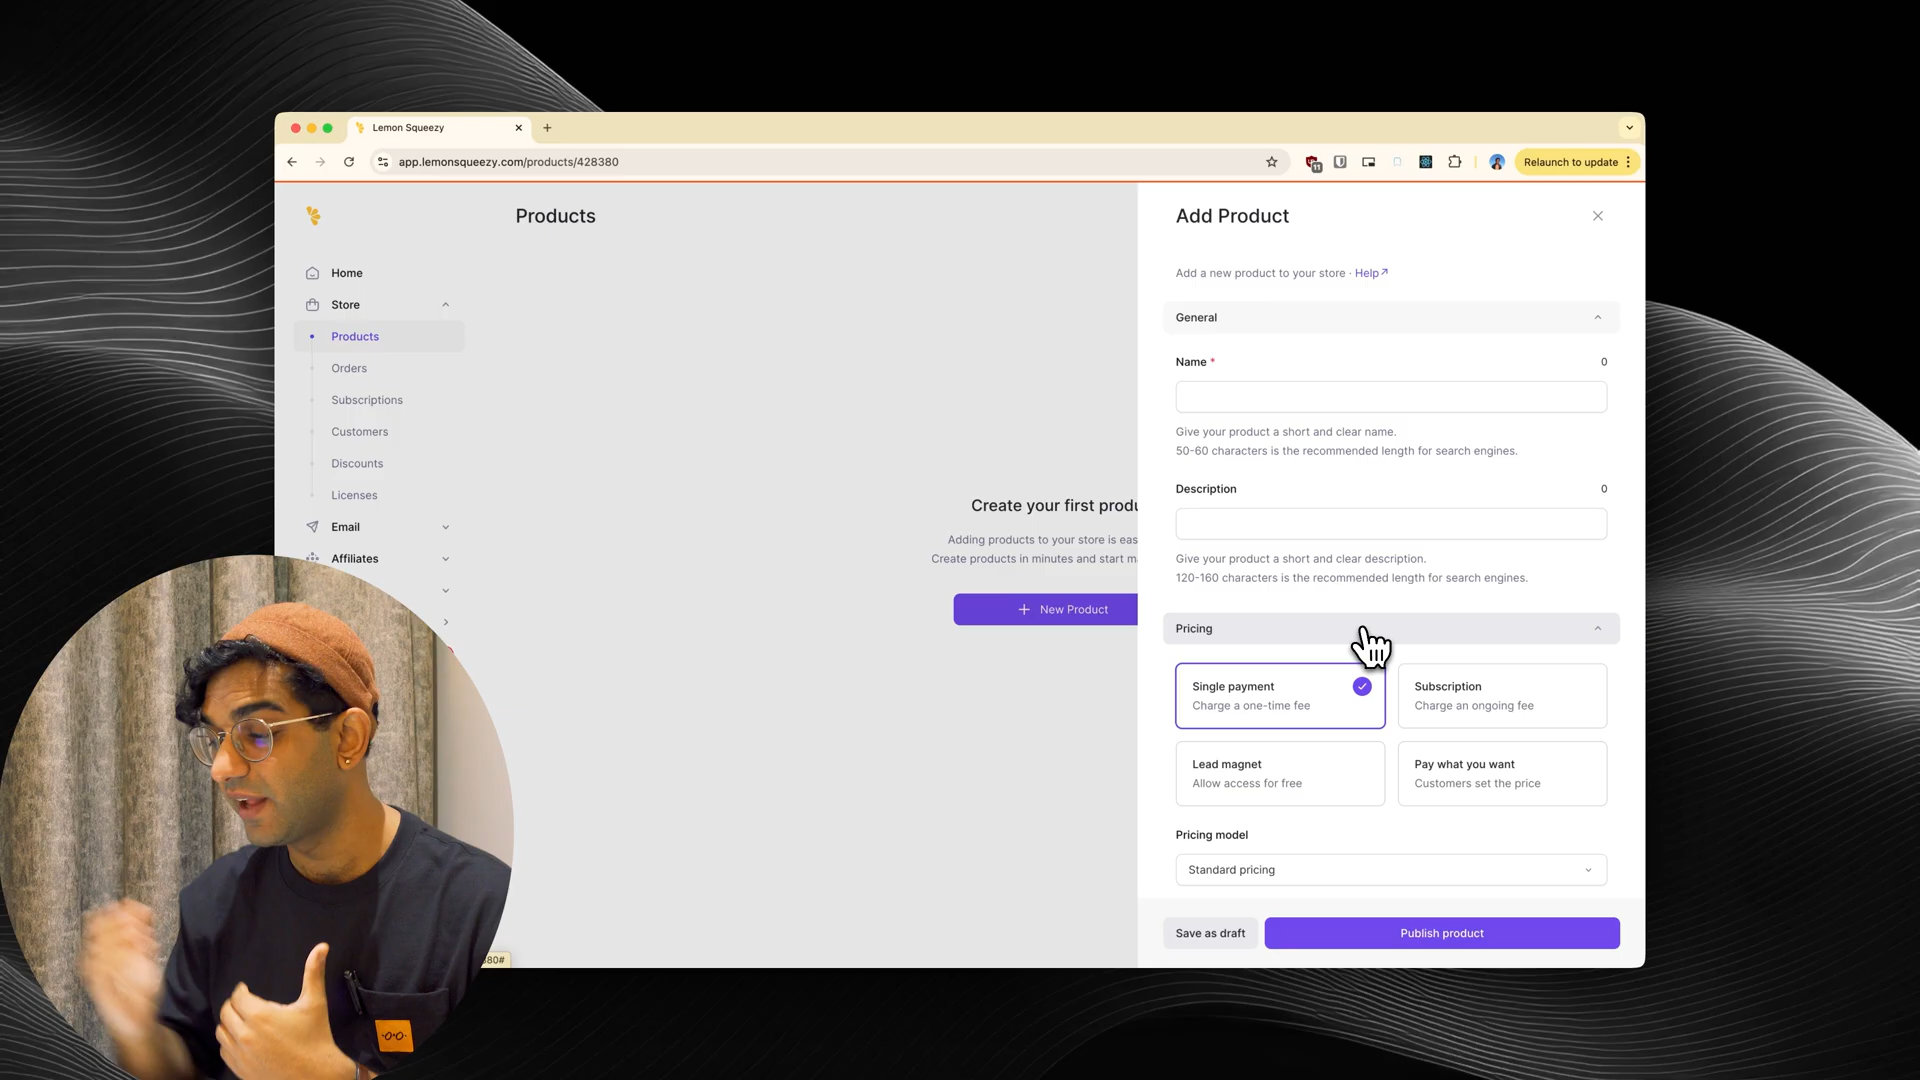 Lemon Squeezy
app.lemonsqueezy.com/products/428380
11
Relaunch to update
Products
Home
Store
Products
Orders
Subscriptions
Customers
Discounts
Licenses
Email
Affiliates
Create your first produ
Adding products to your store is eas
Create products in minutes and start m
New Product
80#
Add Product
Add a new product to your store · Help↗
General
Name *
0
Give your product a short and clear name.
50-60 characters is the recommended length for search engines.
Description
0
Give your product a short and clear description.
120-160 characters is the recommended length for search engines.
Pricing
Single payment
Charge a one-time fee
Subscription
Charge an ongoing fee
Lead magnet
Allow access for free
Pay what you want
Customers set the price
Pricing model
Standard pricing
Save as draft
Publish product